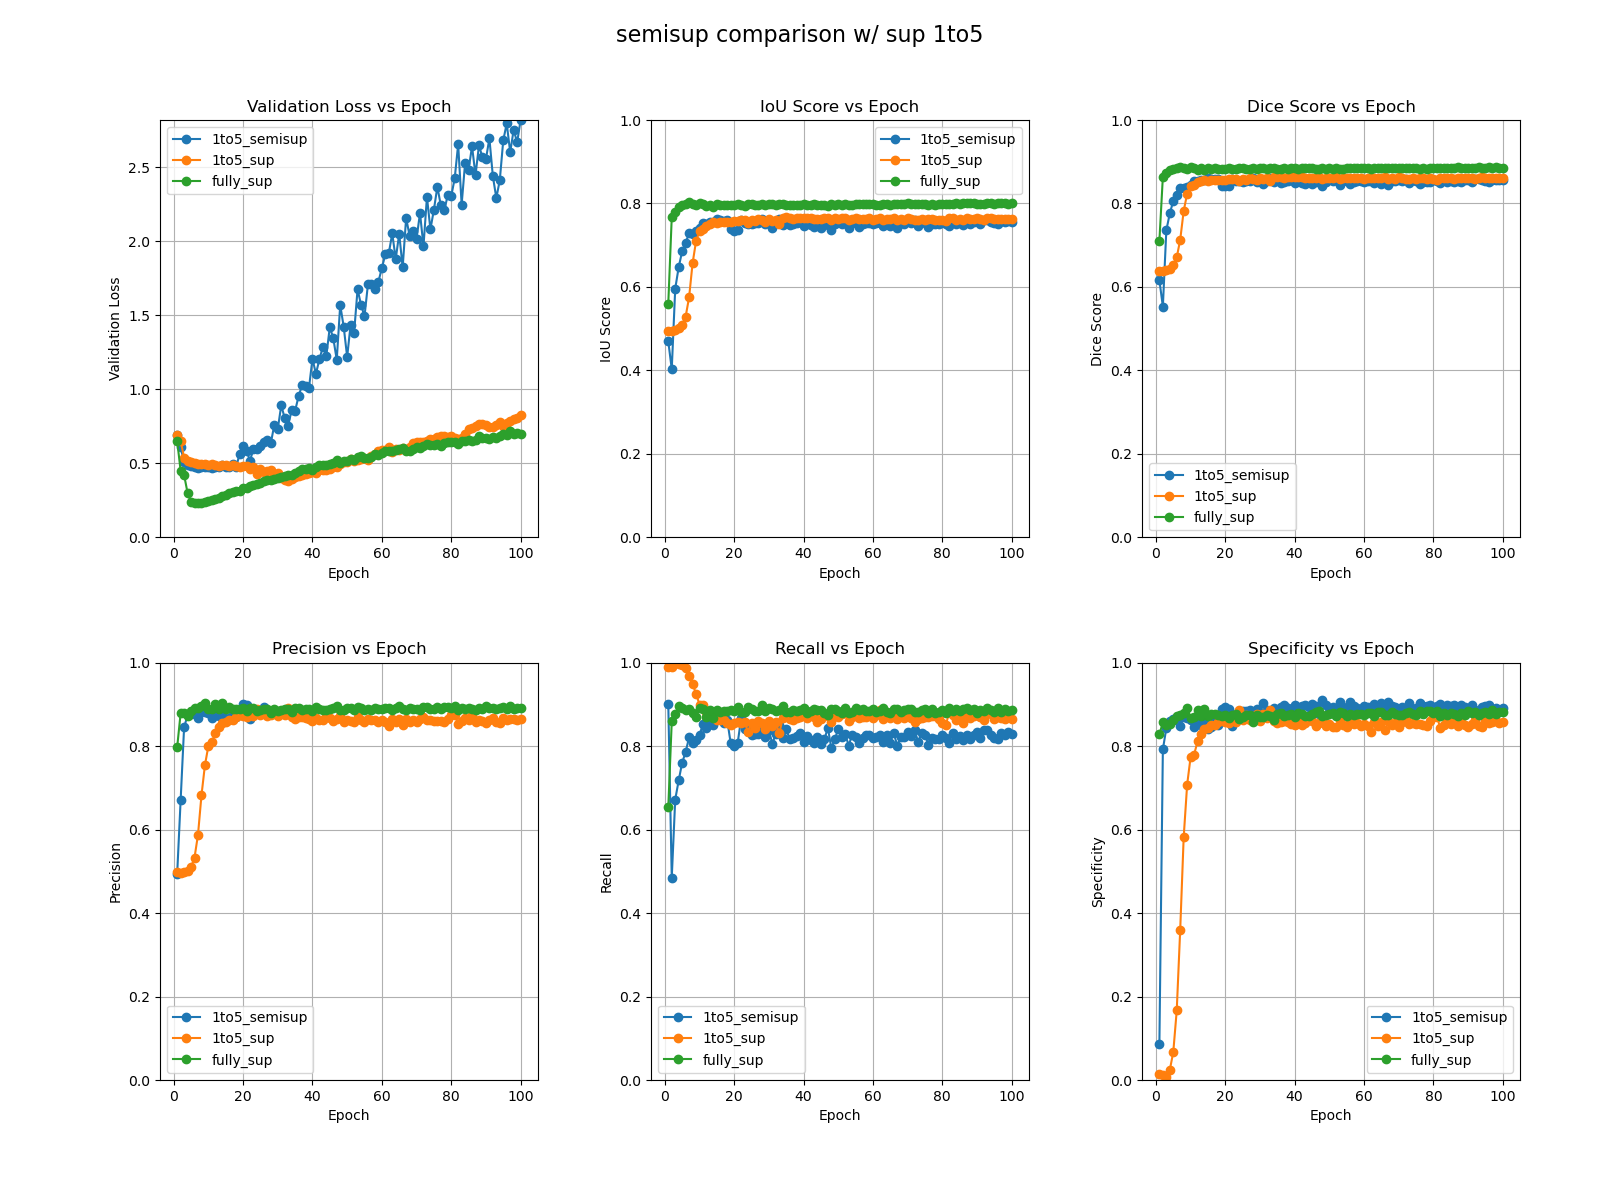 semisup comparison w/ sup 1to5
Validation Loss vs Epoch
Validation Loss
2.5
2.0
1.5
1.0
0.5
0.0
1to5_semisup
1to5_sup
fully_sup
0 20 40 60 80 100
Epoch
IoU Score vs Epoch
IoU Score
1.0
0.8
0.6
0.4
0.2
0.0
1to5_semisup
1to5_sup
fully_sup
0 20 40 60 80 100
Epoch
Dice Score vs Epoch
Dice Score
1.0
0.8
0.6
0.4
0.2
0.0
1to5_semisup
1to5_sup
fully_sup
0 20 40 60 80 100
Epoch
Precision vs Epoch
Precision
1.0
0.8
0.6
0.4
0.2
0.0
1to5_semisup
1to5_sup
fully_sup
0 20 40 60 80 100
Epoch
Recall vs Epoch
Recall
1.0
0.8
0.6
0.4
0.2
0.0
1to5_semisup
1to5_sup
fully_sup
0 20 40 60 80 100
Epoch
Specificity vs Epoch
Specificity
1.0
0.8
0.6
0.4
0.2
0.0
1to5_semisup
1to5_sup
fully_sup
0 20 40 60 80 100
Epoch